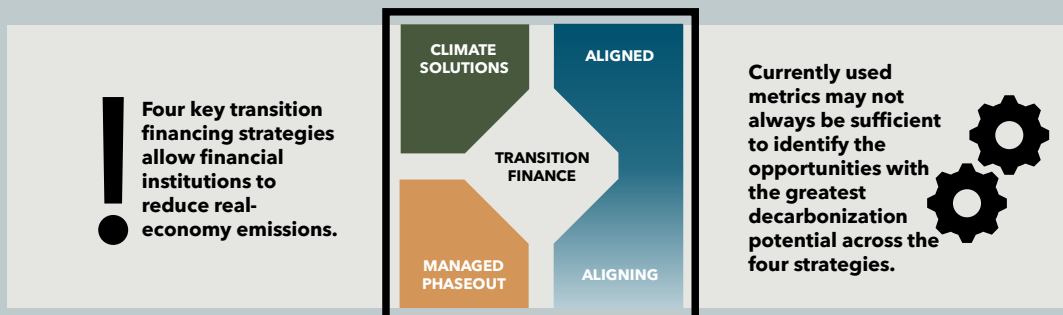 Four key transition
financing strategies
allow financial
institutions to
reduce real-
economy emissions.
CLIMATE
SOLUTIONS
ALIGNED
TRANSITION
FINANCE
MANAGED
PHASEOUT
ALIGNING
Currently used
metrics may not
always be sufficient
to identify the
opportunities with
the greatest
decarbonization
potential across the
four strategies.